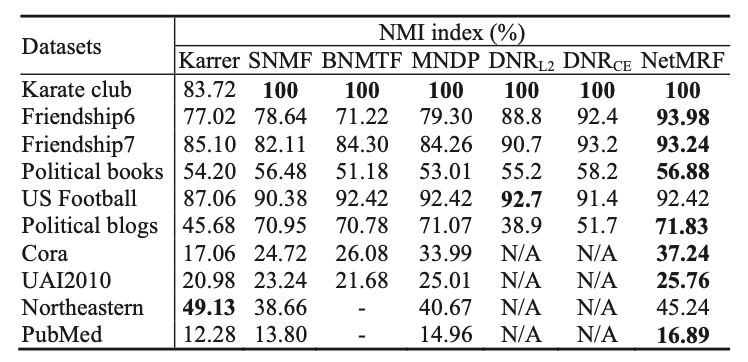 Datasets NMI index (%)
Karrer SNMF BNMTF MNDP DNR_L2 DNR_CE NetMRF
Karate club 83.72 100 100 100 100 100 100
Friendship6 77.02 78.64 71.22 79.30 88.8 92.4 93.98
Friendship7 85.10 82.11 84.30 84.26 90.7 93.2 93.24
Political books 54.20 56.48 51.18 53.01 55.2 58.2 56.88
US Football 87.06 90.38 92.42 92.42 92.7 91.4 92.42
Political blogs 45.68 70.95 70.78 71.07 38.9 51.7 71.83
Cora 17.06 24.72 26.08 33.99 N/A N/A 37.24
UAI2010 20.98 23.24 21.68 25.01 N/A N/A 25.76
Northeastern 49.13 38.66 - 40.67 N/A N/A 45.24
PubMed 12.28 13.80 - 14.96 N/A N/A 16.89